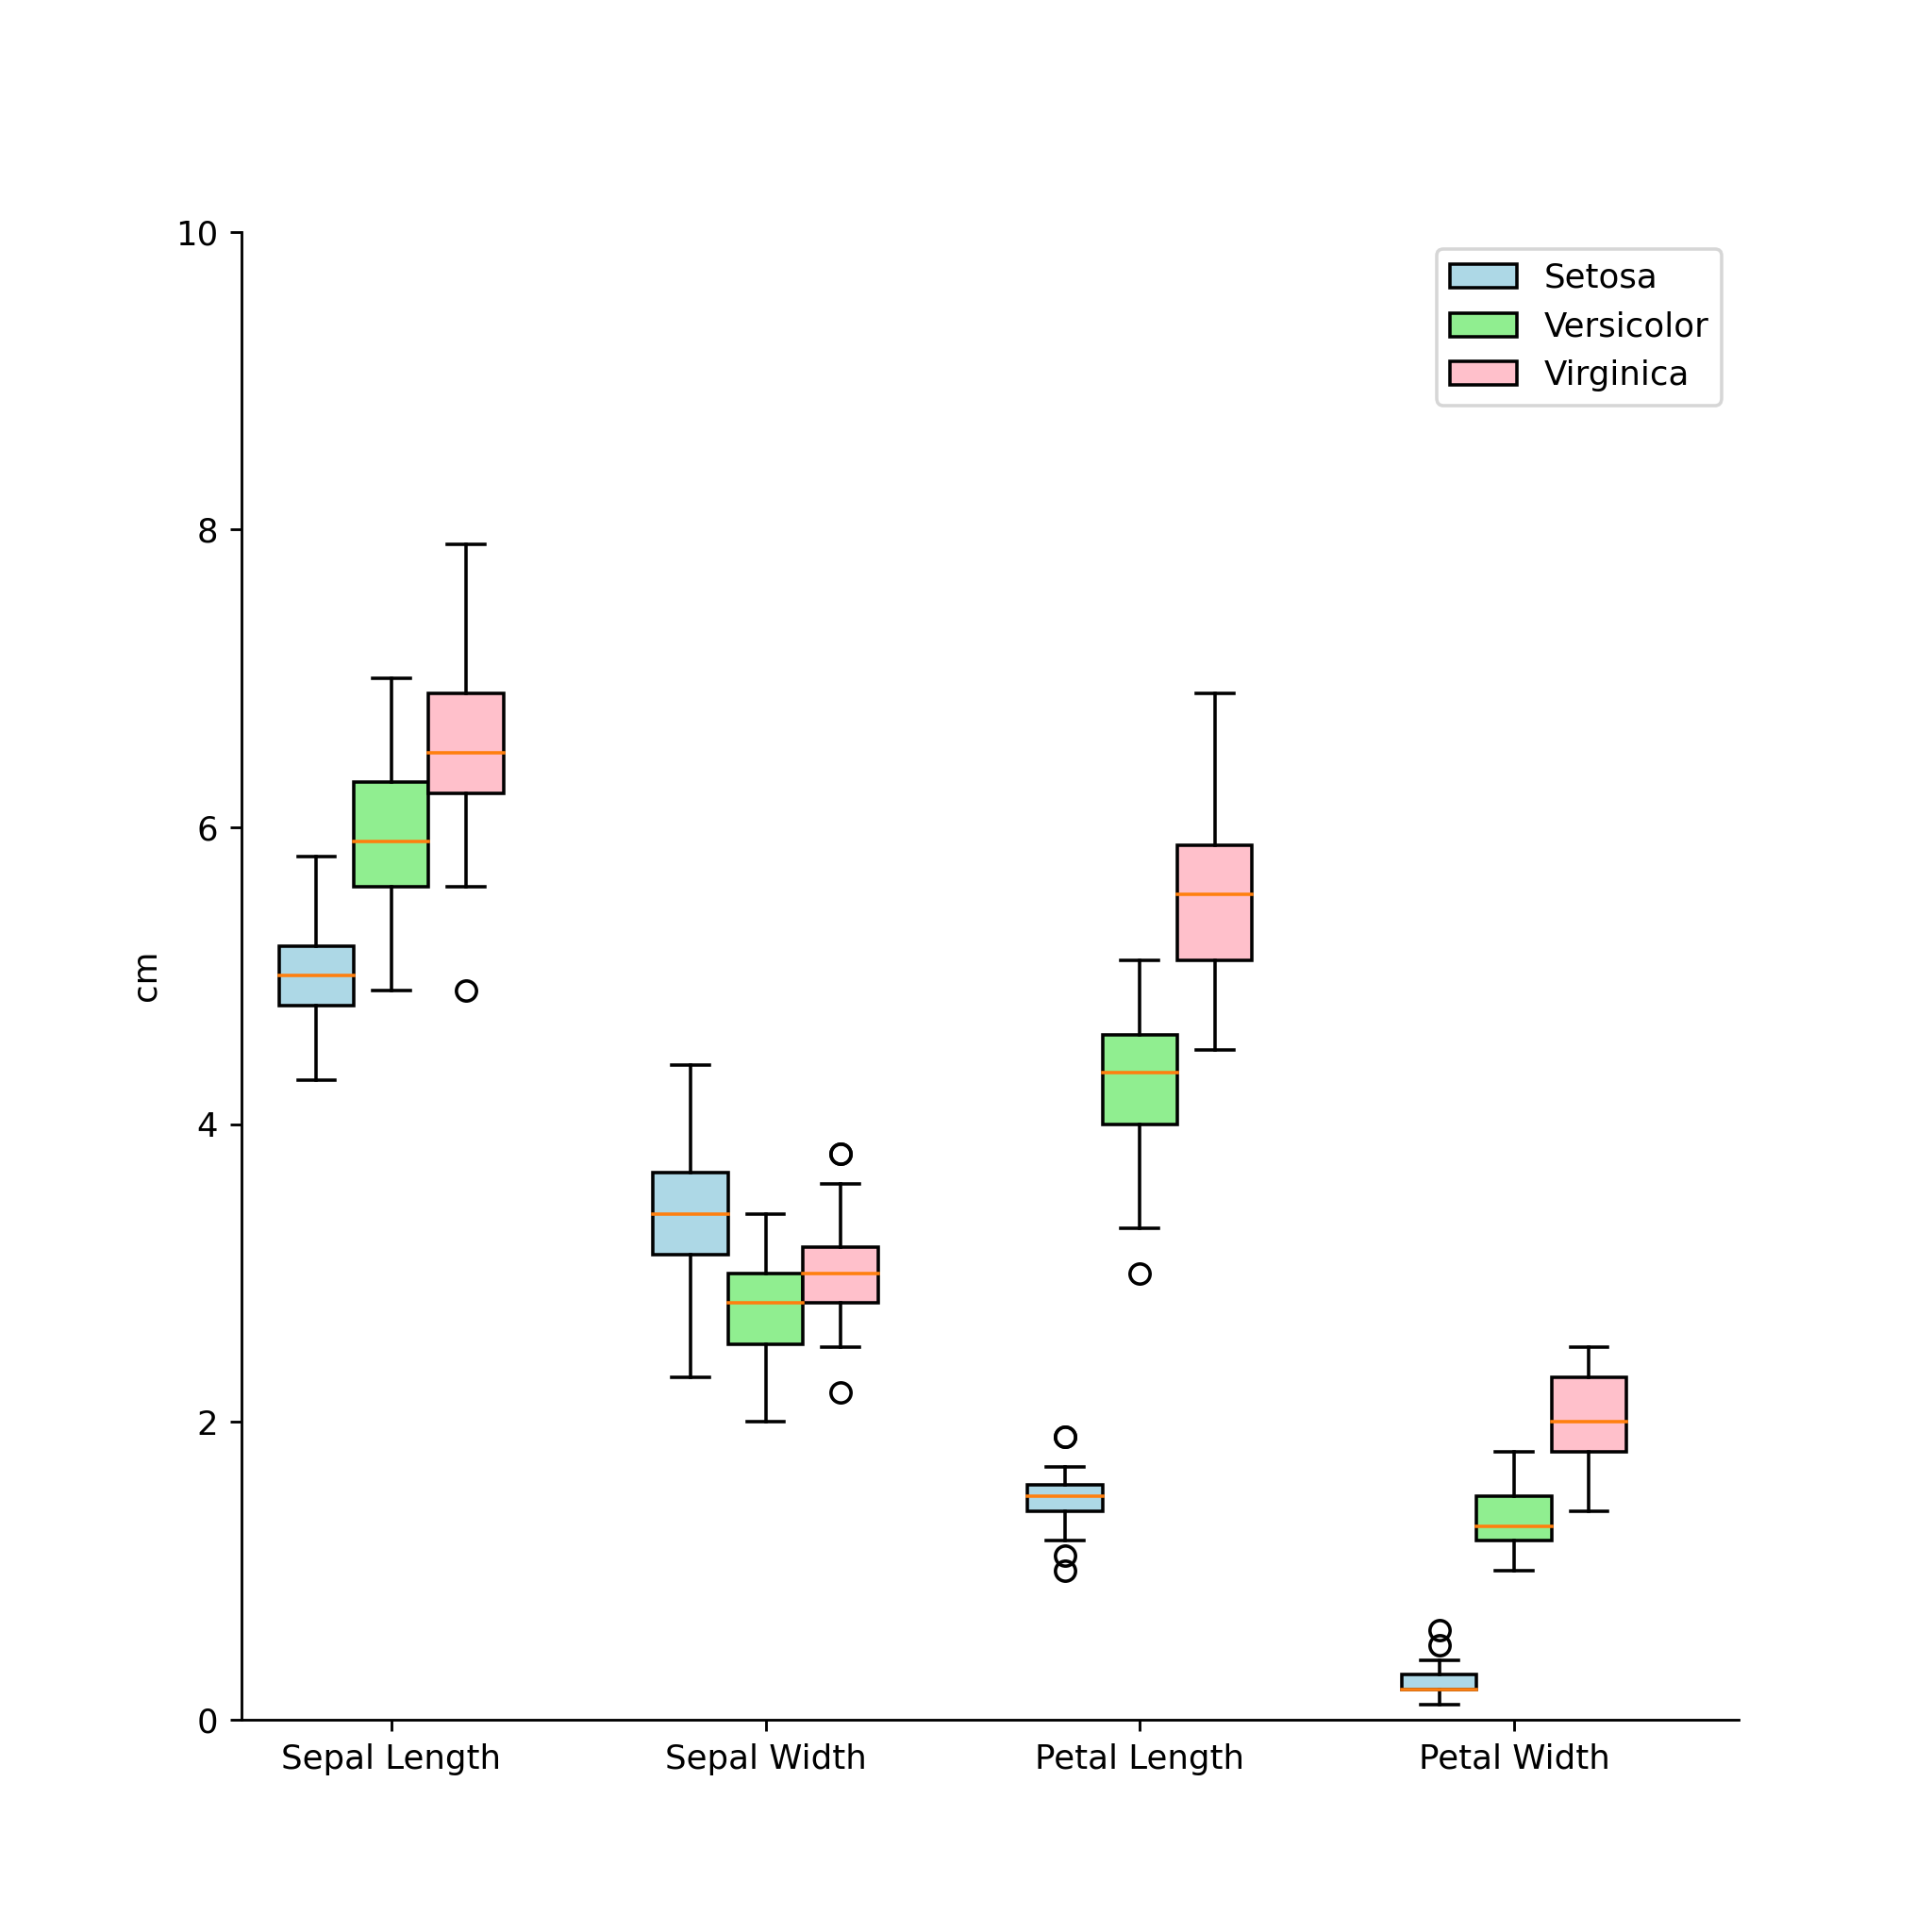 10
8
6
4
2
0
cm
Setosa
Versicolor
Virginica
Sepal Length
Sepal Width
Petal Length
Petal Width